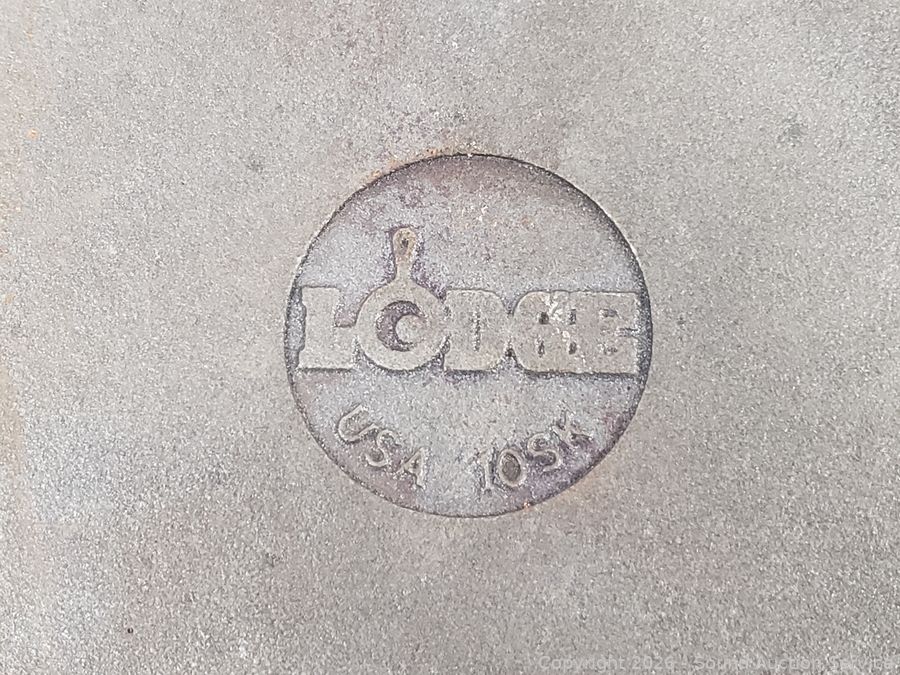 LODGE
USA 10SK
Copyright 2026 - Sound Auction Service